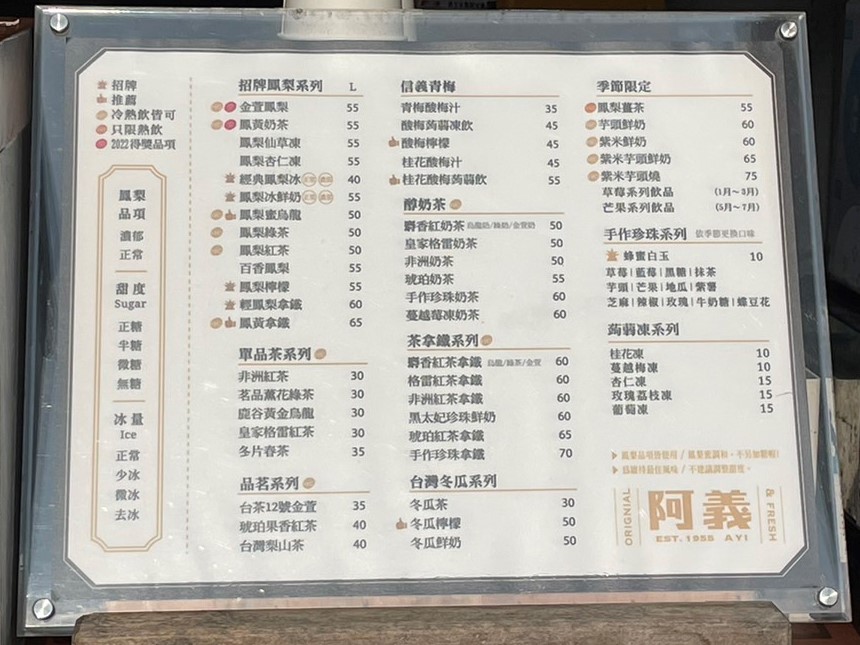 招牌
推薦
冷熱飲皆可
只限熱飲
2022得獎品項
鳳梨
品項
濃郁
正常
甜度
Sugar
正糖
半糖
微糖
無糖
冰量
Ice
正常
少冰
微冰
去冰
招牌鳳梨系列 L
金萱鳳梨 55
鳳黃奶茶 55
鳳梨仙草凍 55
鳳梨杏仁凍 55
經典鳳梨冰 40
鳳梨冰鮮奶 55
鳳梨蜜烏龍 50
鳳梨綠茶 50
鳳梨紅茶 50
百香鳳梨 55
鳳梨檸檬 55
輕鳳梨拿鐵 60
鳳黃拿鐵 65
單品茶系列
非洲紅茶 30
茗品薰花綠茶 30
鹿谷黃金烏龍 30
皇家格雷紅茶 30
冬片春茶 35
品茗系列
台茶12號金萱 35
琥珀果香紅茶 40
台灣梨山茶 40
信義青梅
青梅酸梅汁 35
酸梅蒟蒻凍飲 45
酸梅檸檬 45
桂花酸梅汁 45
桂花酸梅蒟蒻飲 55
醇奶茶
麝香紅奶茶 烏龍奶/綠奶/金萱奶 50
皇家格雷奶茶 50
非洲奶茶 50
琥珀奶茶 55
手作珍珠奶茶 60
蔓越莓凍奶茶 60
茶拿鐵系列
麝香紅茶拿鐵 烏龍/綠茶/金萱 60
格雷紅茶拿鐵 60
非洲紅茶拿鐵 60
黑太妃珍珠鮮奶 60
琥珀紅茶拿鐵 65
手作珍珠拿鐵 70
台灣冬瓜系列
冬瓜茶 30
冬瓜檸檬 50
冬瓜鮮奶 50
季節限定
鳳梨薑茶 55
芋頭鮮奶 60
紫米鮮奶 60
紫米芋頭鮮奶 65
紫米芋頭燒 75
草莓系列飲品 (1月~3月)
芒果系列飲品 (5月~7月)
手作珍珠系列 依季節更換口味
蜂蜜白玉 10
草莓|藍莓|黑糖|抹茶
芋頭|芒果|地瓜|紫薯
芝麻|辣椒|玫瑰|牛奶糖|蝶豆花
蒟蒻凍系列
桂花凍 10
蔓越梅凍 10
杏仁凍 15
玫瑰荔枝凍 15
葡萄凍 15
ORIGNIAL
阿義
& FRESH
EST.1955 AYI